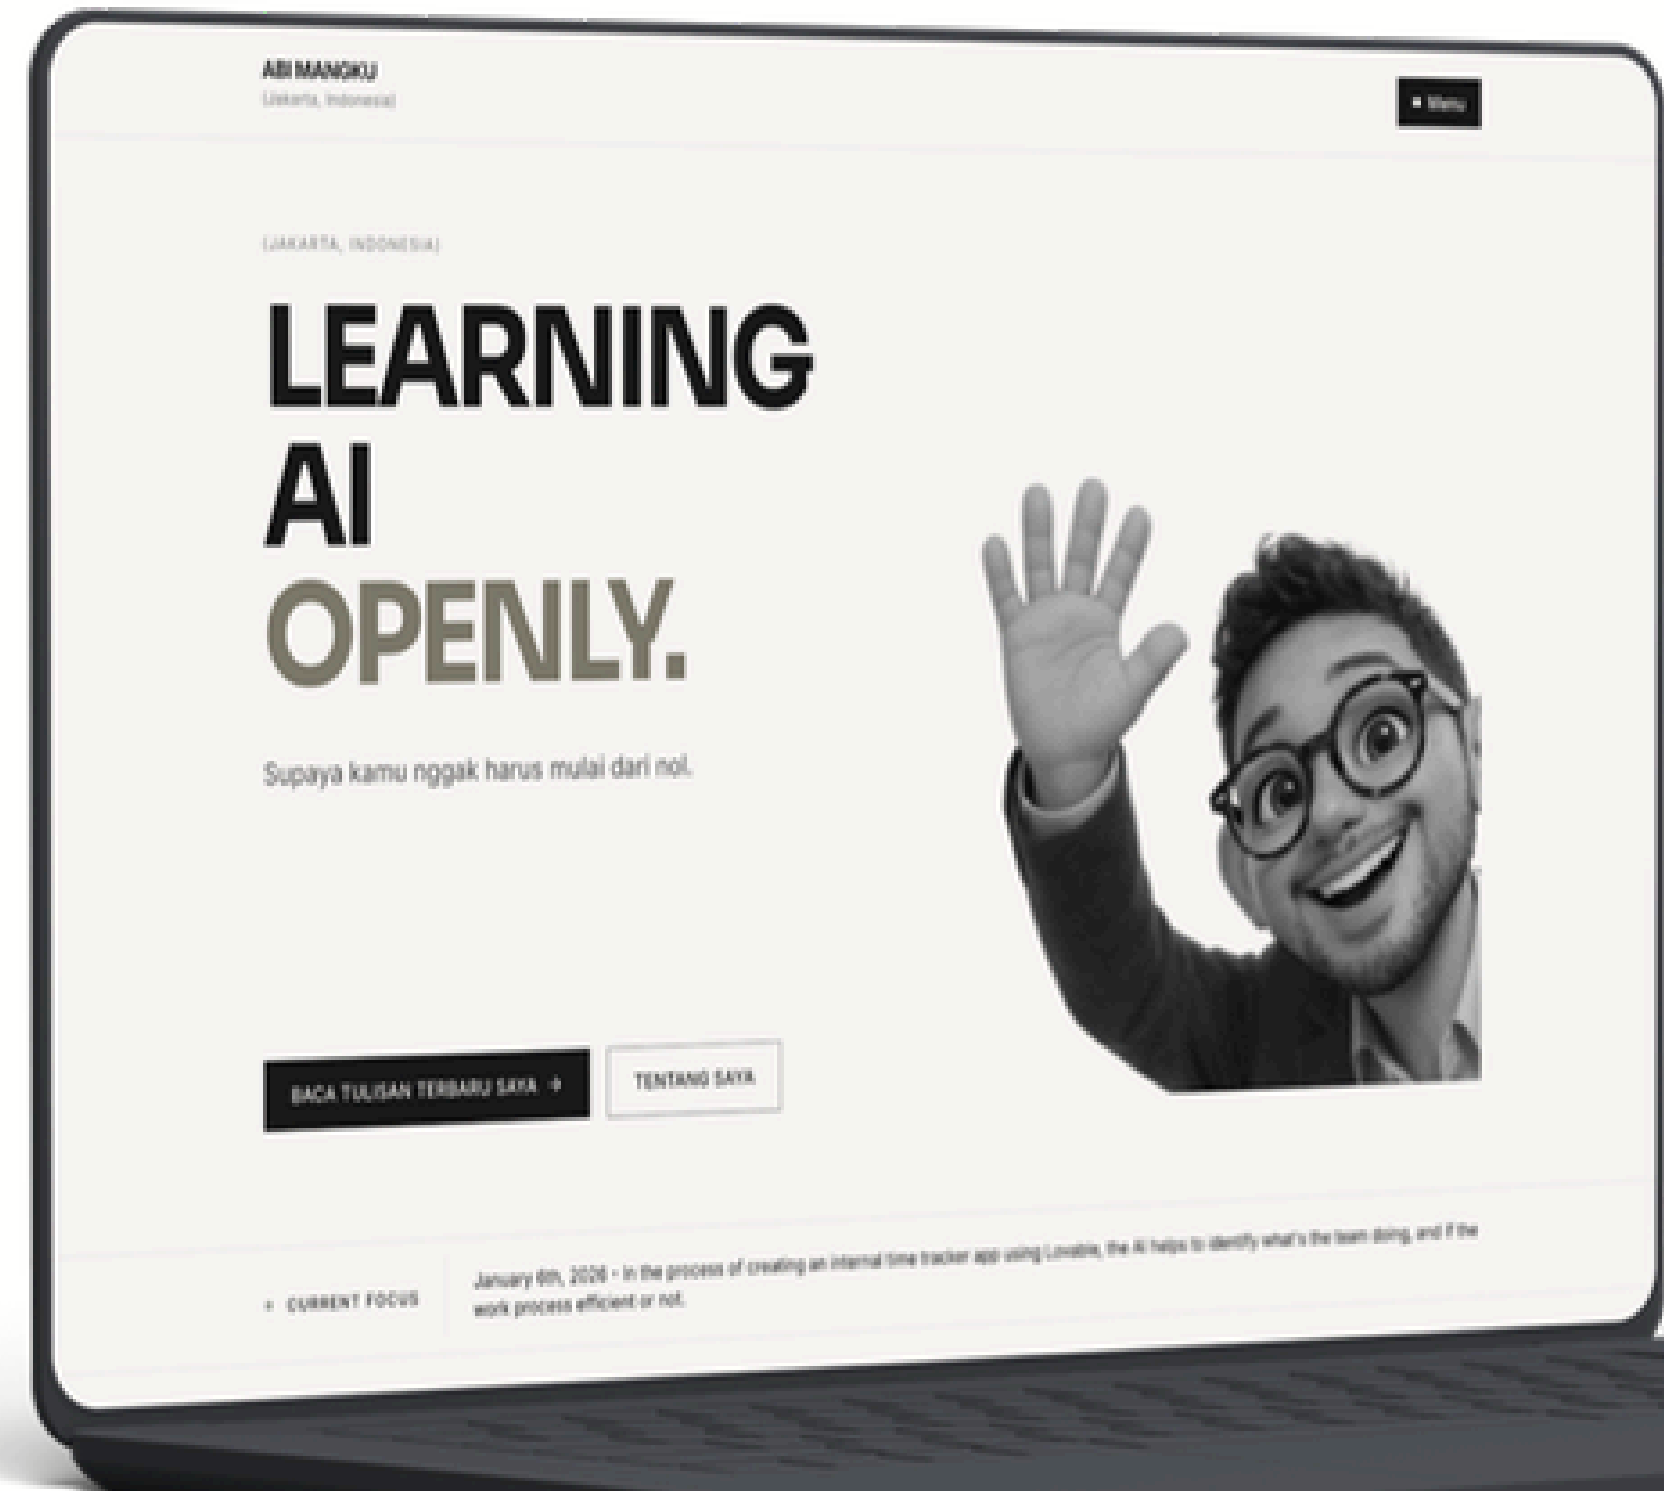 ABI MANGKU
(Jakarta, Indonesia)
Menu
(JAKARTA, INDONESIA)
LEARNING
AI
OPENLY.
Supaya kamu nggak harus mulai dari nol.
BACA TULISAN TERBARU SAYA →
TENTANG SAYA
CURRENT FOCUS
January 6th, 2026 - In the process of creating an internal time tracker app using Lovable, the AI helps to identify what's the team doing, and if the
work process efficient or not.